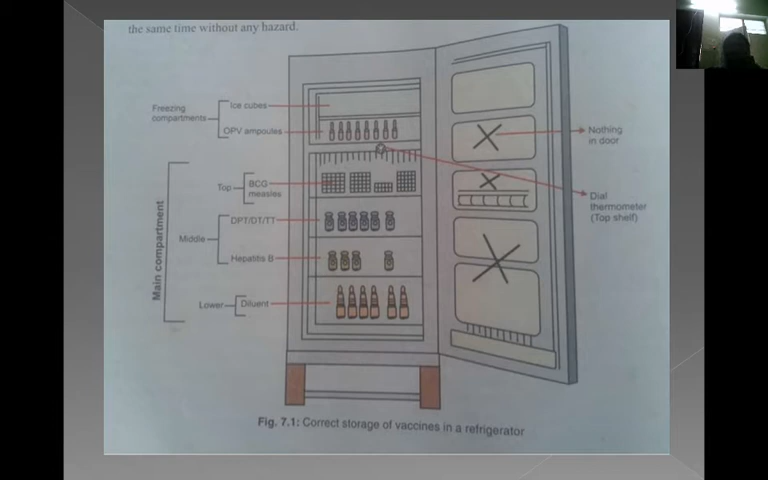 the same time without any hazard.
Freezing
compartments
Ice cubes
OPV ampoules
Main compartment
Top
BCG
measles
Middle
DPT/DT/TT
Hepatitis B
Lower
Diluent
Nothing
in door
Dial
thermometer
(Top shelf)
Fig. 7.1: Correct storage of vaccines in a refrigerator